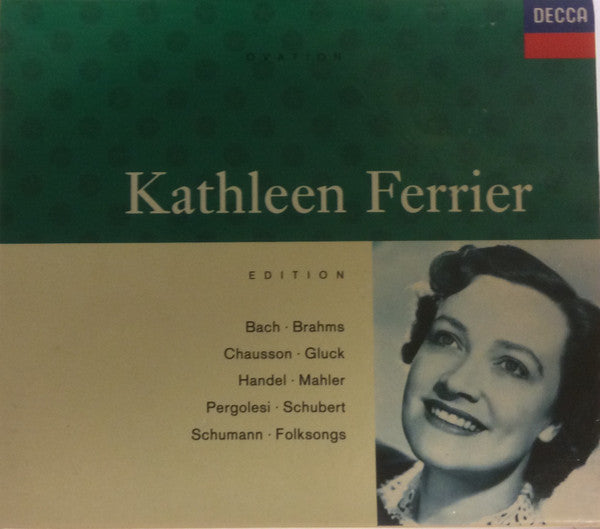 DECCA
OVATION
Kathleen Ferrier
EDITION
Bach · Brahms
Chausson · Gluck
Handel · Mahler
Pergolesi · Schubert
Schumann · Folksongs